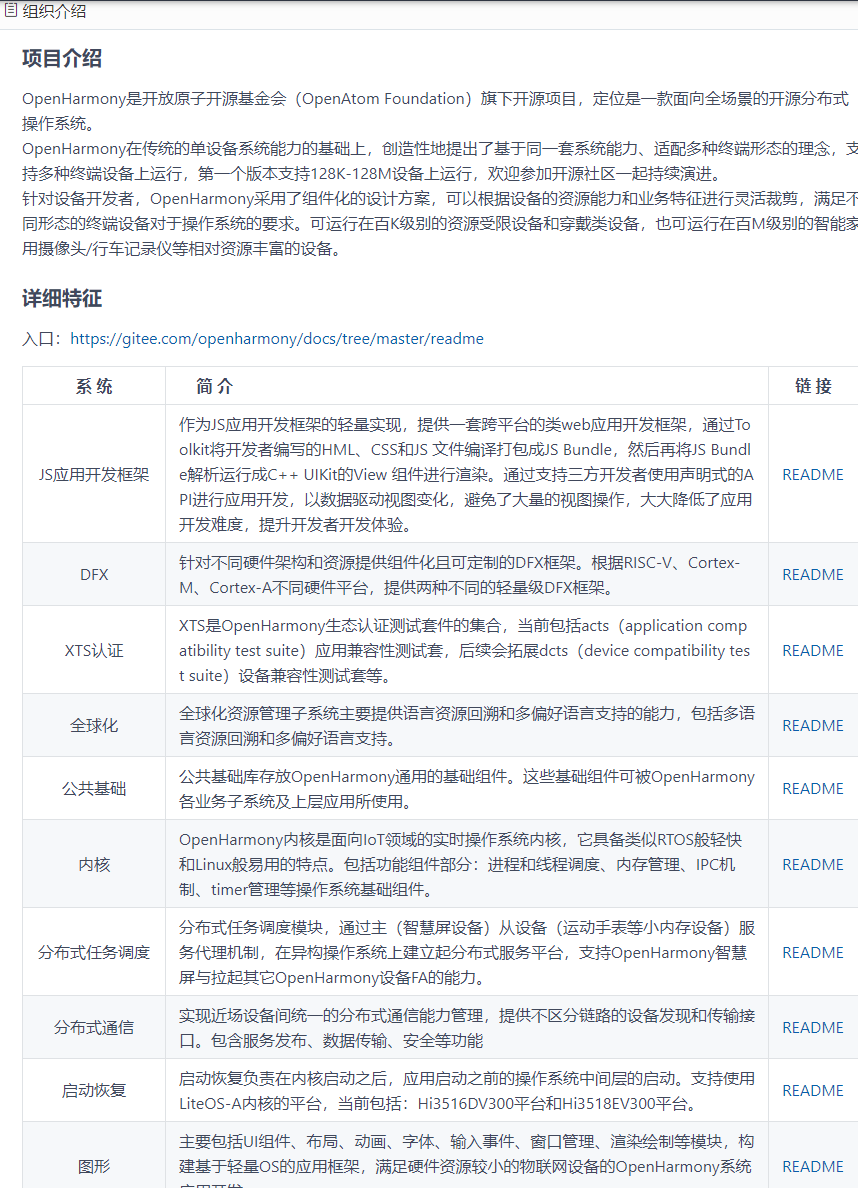 组织介绍
项目介绍
OpenHarmony是开放原子开源基金会（OpenAtom Foundation）旗下开源项目，定位是一款面向全场景的开源分布式
操作系统。
OpenHarmony在传统的单设备系统能力的基础上，创造性地提出了基于同一套系统能力、适配多种终端形态的理念，支
持多种终端设备上运行，第一个版本支持128K-128M设备上运行，欢迎参加开源社区一起持续演进。
针对设备开发者，OpenHarmony采用了组件化的设计方案，可以根据设备的资源能力和业务特征进行灵活裁剪，满足不
同形态的终端设备对于操作系统的要求。可运行在百K级别的资源受限设备和穿戴类设备，也可运行在百M级别的智能家
用摄像头/行车记录仪等相对资源丰富的设备。
详细特征
入口：https://gitee.com/openharmony/docs/tree/master/readme
系 统 简 介 链 接
作为JS应用开发框架的轻量实现，提供一套跨平台的类web应用开发框架，通过To
olkit将开发者编写的HML、CSS和JS 文件编译打包成JS Bundle，然后再将JS Bundl
JS应用开发框架 e解析运行成C++ UIKit的View 组件进行渲染。通过支持三方开发者使用声明式的A README
PI进行应用开发，以数据驱动视图变化，避免了大量的视图操作，大大降低了应用
开发难度，提升开发者开发体验。
DFX 针对不同硬件架构和资源提供组件化且可定制的DFX框架。根据RISC-V、Cortex- README
M、Cortex-A不同硬件平台，提供两种不同的轻量级DFX框架。
XTS是OpenHarmony生态认证测试套件的集合，当前包括acts（application comp
XTS认证 atibility test suite）应用兼容性测试套，后续会拓展dcts（device compatibility tes README
t suite）设备兼容性测试套等。
全球化 全球化资源管理子系统主要提供语言资源回溯和多偏好语言支持的能力，包括多语 README
言资源回溯和多偏好语言支持。
公共基础 公共基础库存放OpenHarmony通用的基础组件。这些基础组件可被OpenHarmony README
各业务子系统及上层应用所使用。
OpenHarmony内核是面向IoT领域的实时操作系统内核，它具备类似RTOS般轻快
内核 和Linux般易用的特点。包括功能组件部分：进程和线程调度、内存管理、IPC机 README
制、timer管理等操作系统基础组件。
分布式任务调度模块，通过主（智慧屏设备）从设备（运动手表等小内存设备）服
分布式任务调度 务代理机制，在异构操作系统上建立起分布式服务平台，支持OpenHarmony智慧 README
屏与拉起其它OpenHarmony设备FA的能力。
分布式通信 实现近场设备间统一的分布式通信能力管理，提供不区分链路的设备发现和传输接 README
口。包含服务发布、数据传输、安全等功能
启动恢复 启动恢复负责在内核启动之后，应用启动之前的操作系统中间层的启动。支持使用 README
LiteOS-A内核的平台，当前包括：Hi3516DV300平台和Hi3518EV300平台。
主要包括UI组件、布局、动画、字体、输入事件、窗口管理、渲染绘制等模块，构
图形 建基于轻量OS的应用框架，满足硬件资源较小的物联网设备的OpenHarmony系统 README